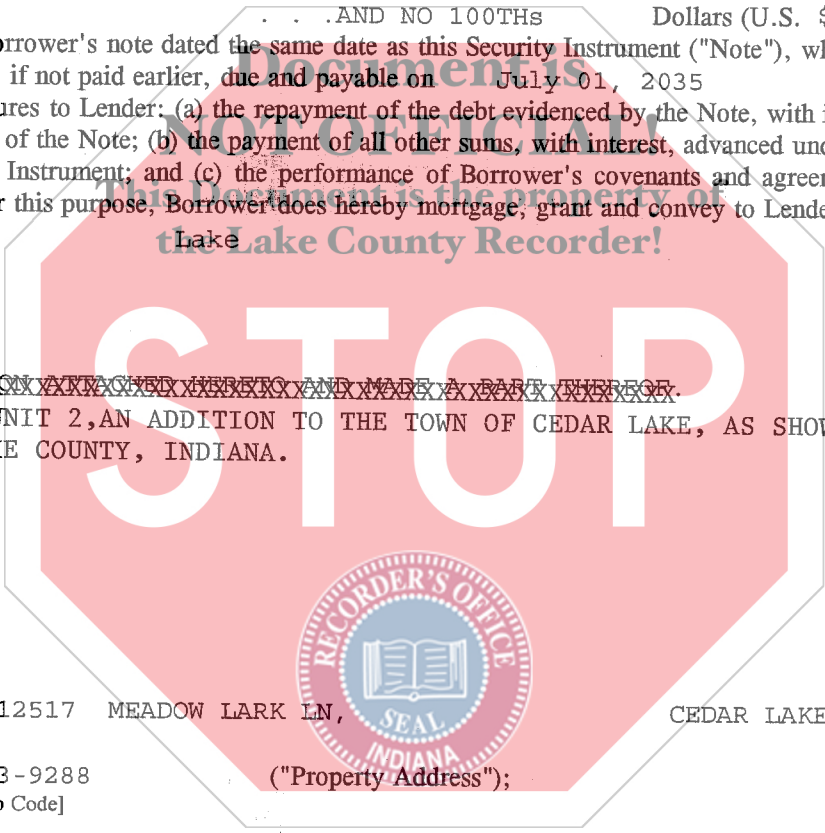 . . .AND NO 100THs Dollars (U.S. $
orrower's note dated the same date as this Security Instrument ("Note"), wh
if not paid earlier, due and payable on July 01, 2035
ures to Lender: (a) the repayment of the debt evidenced by the Note, with i
of the Note; (b) the payment of all other sums, with interest, advanced und
Instrument; and (c) the performance of Borrower's covenants and agreem
r this purpose, Borrower does hereby mortgage, grant and convey to Lende
Lake
Document is
NOT OFFICIAL!
This Document is the property of
the Lake County Recorder!
STOP
ON ATTACHED HERETO AND MADE A PART THEREOF.
UNIT 2,AN ADDITION TO THE TOWN OF CEDAR LAKE, AS SHOW
KE COUNTY, INDIANA.
RECORDER'S OFFICE
SEAL
INDIANA
12517 MEADOW LARK LN, CEDAR LAKE
3-9288 ("Property Address");
p Code]